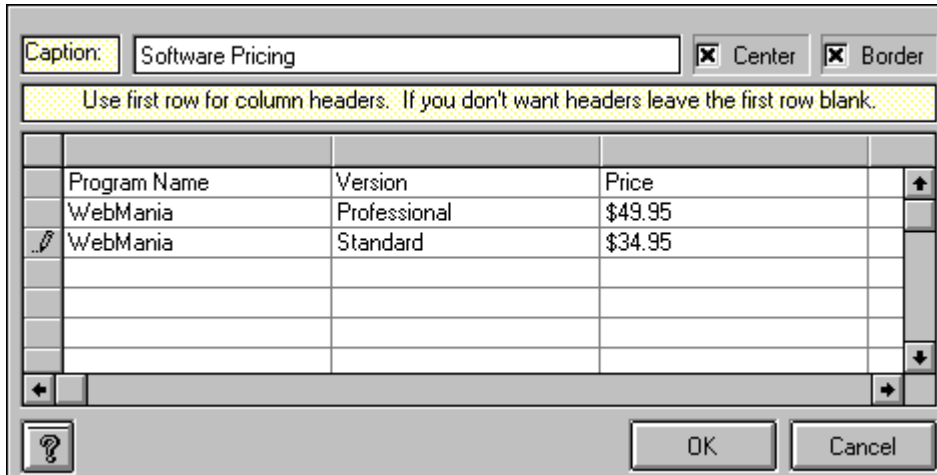 Caption: Software Pricing Center Border
Use first row for column headers. If you don't want headers leave the first row blank.
Program Name Version Price
WebMania Professional $49.95
WebMania Standard $34.95
? OK Cancel